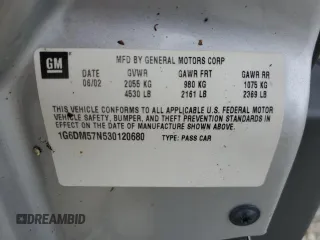 GM
MFD BY GENERAL MOTORS CORP
DATE GVWR GAWR FRT GAWR RR
06/02 2055 KG 980 KG 1075 KG
4530 LB 2161 LB 2369 LB
THIS VEHICLE CONFORMS TO ALL APPLICABLE U.S. FEDERAL MOTOR
VEHICLE SAFETY, BUMPER, AND THEFT PREVENTION STANDARDS IN
EFFECT ON THE DATE OF MANUFACTURE SHOWN ABOVE.
1G6DM57N530120680 TYPE: PASS CAR
DREAMBID